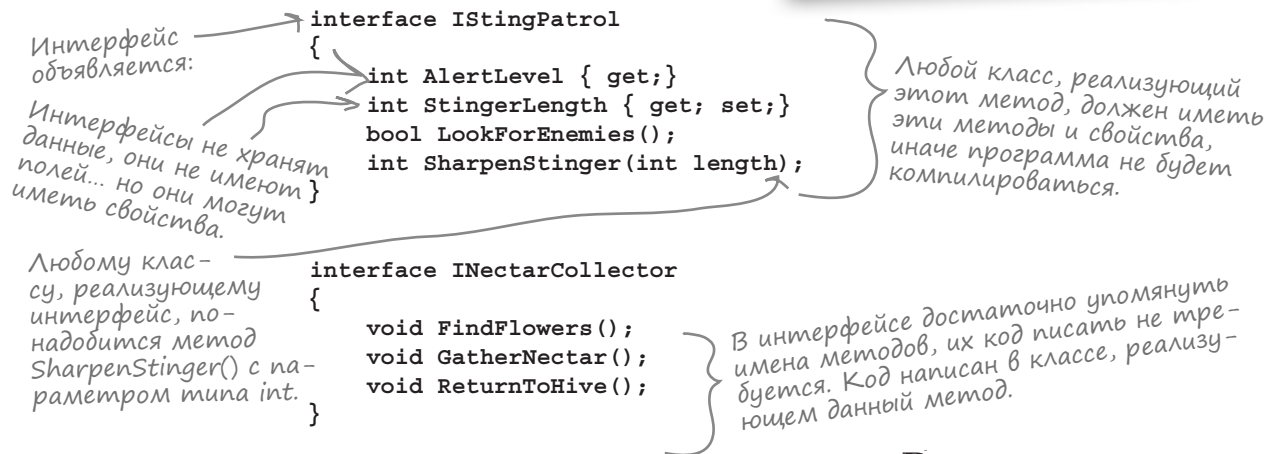 Интерфейс
объявляется:
interface IStingPatrol
{
int AlertLevel { get;}
int StingerLength { get; set;}
bool LookForEnemies();
int SharpenStinger(int length);
}
Интерфейсы не хранят
данные, они не имеют
полей... но они могут
иметь свойства.
Любой класс, реализующий
этот метод, должен иметь
эти методы и свойства,
иначе программа не будет
компилироваться.
Любому клас-
су, реализующему
интерфейс, по-
надобится метод
SharpenStinger() с па-
раметром типа int.
interface INectarCollector
{
void FindFlowers();
void GatherNectar();
void ReturnToHive();
}
В интерфейсе достаточно упомянуть
имена методов, их код писать не тре-
буется. Код написан в классе, реализу-
ющем данный метод.